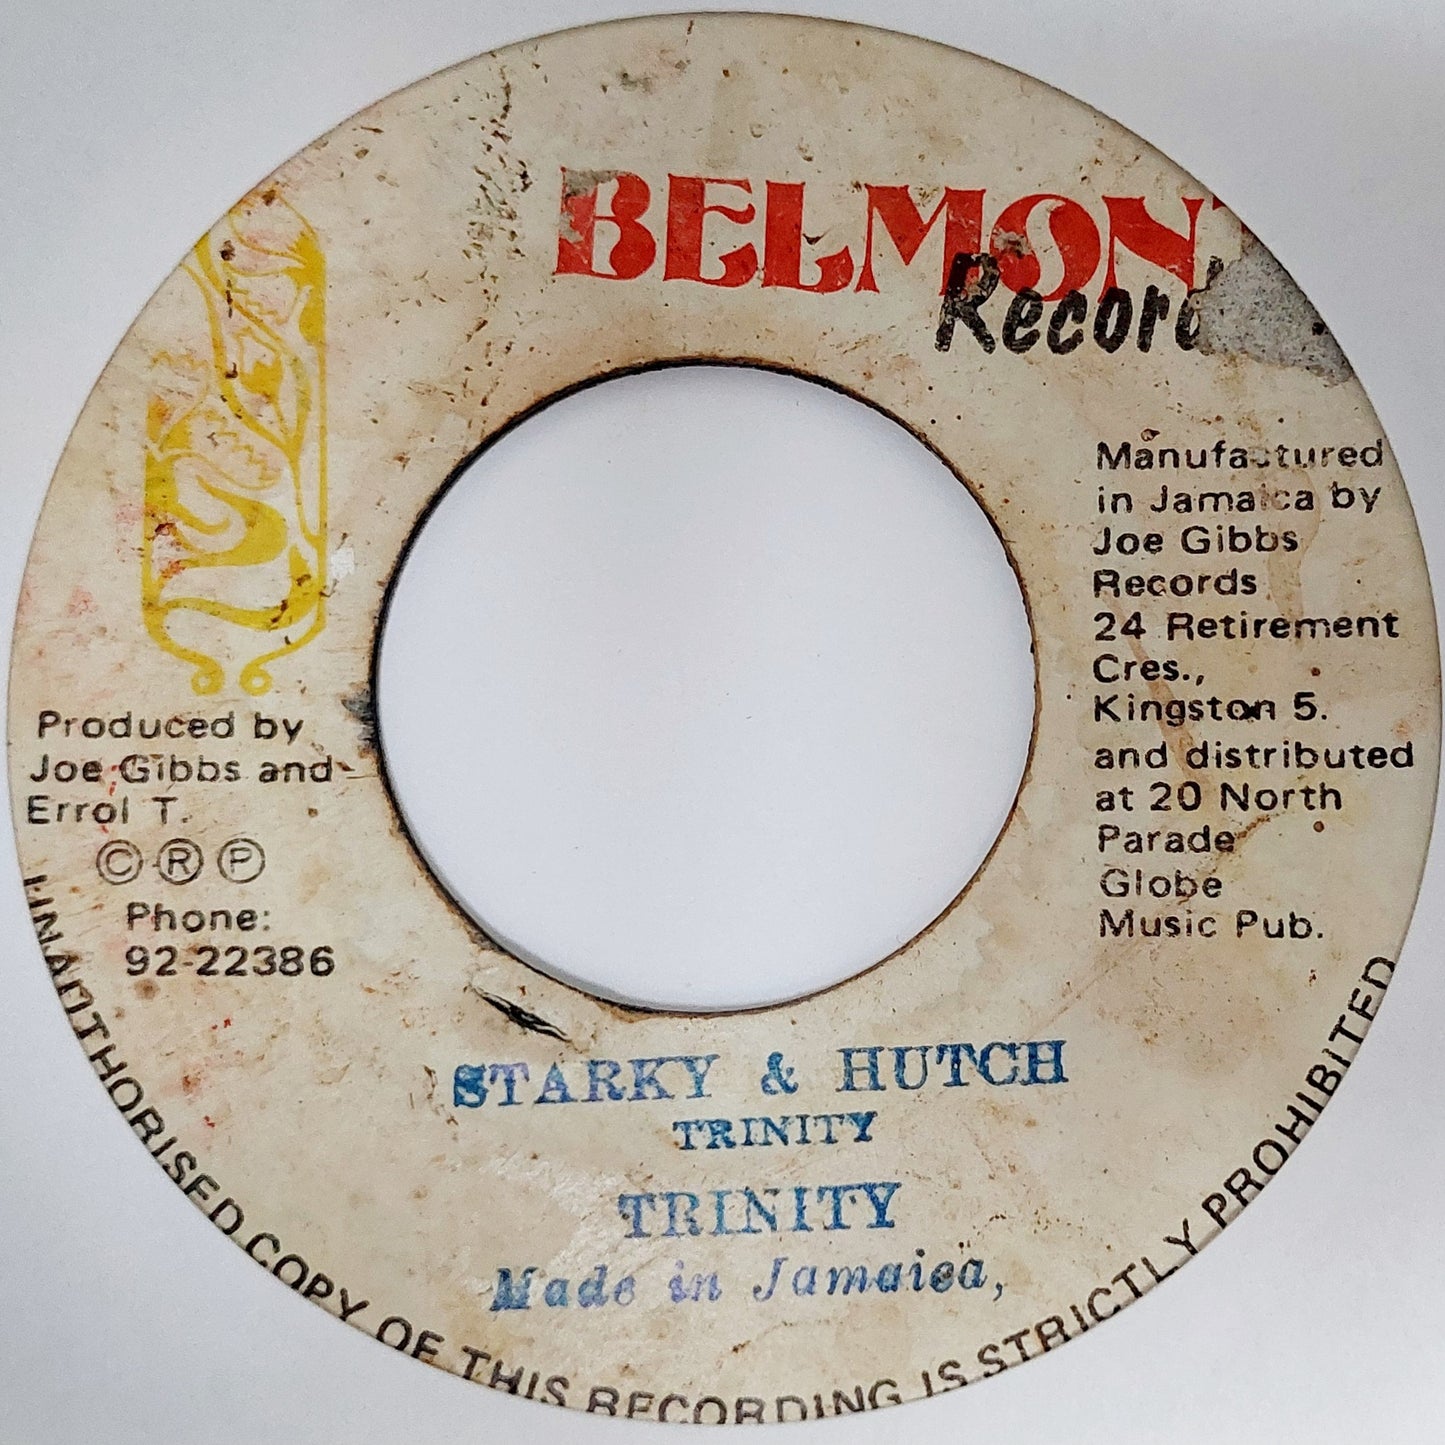 BELMONT
Record
Produced by
Joe Gibbs and
Errol T.
Ⓒ Ⓡ Ⓟ
Phone:
92-22386
Manufactured
in Jamaica by
Joe Gibbs
Records
24 Retirement
Cres.,
Kingston 5.
and distributed
at 20 North
Parade
Globe
Music Pub.
STARKY & HUTCH
TRINITY
TRINITY
Made in Jamaica,
UNAUTHORISED COPY OF THIS RECORDING IS STRICTLY PROHIBITED